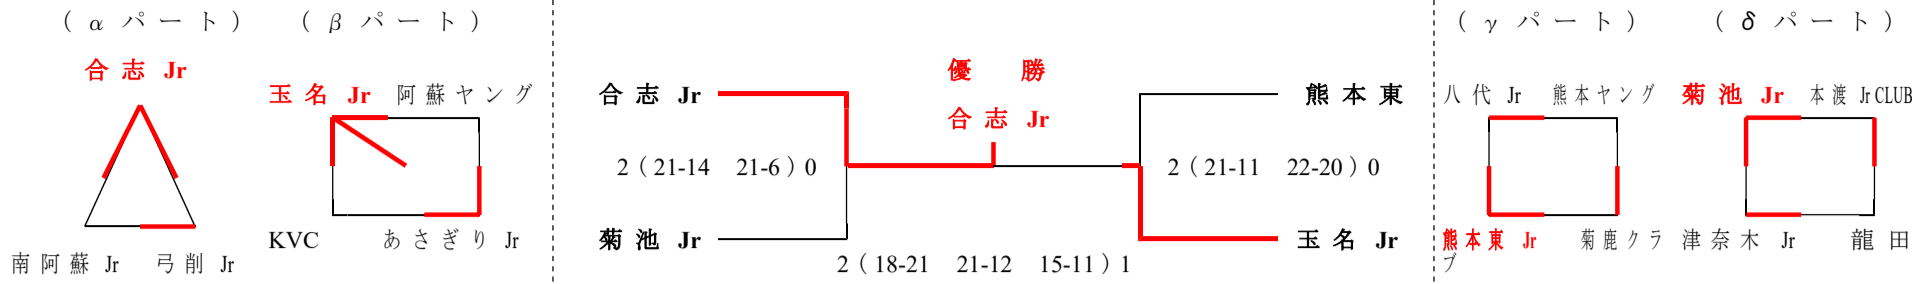 （αパート）　（βパート）
合志 Jr
玉名 Jr　阿蘇ヤング
KVC　あさぎり Jr
南阿蘇 Jr　弓削 Jr
優　勝
合志 Jr
合志 Jr　熊本東
2（21-14　21-6）0　2（21-11　22-20）0
菊池 Jr　玉名 Jr
2（18-21　21-12　15-11）1
（γパート）　（δパート）
八代 Jr　熊本ヤング　菊池 Jr　本渡 Jr CLUB
熊本東 Jr　菊鹿クラ
ブ
津奈木 Jr　龍田